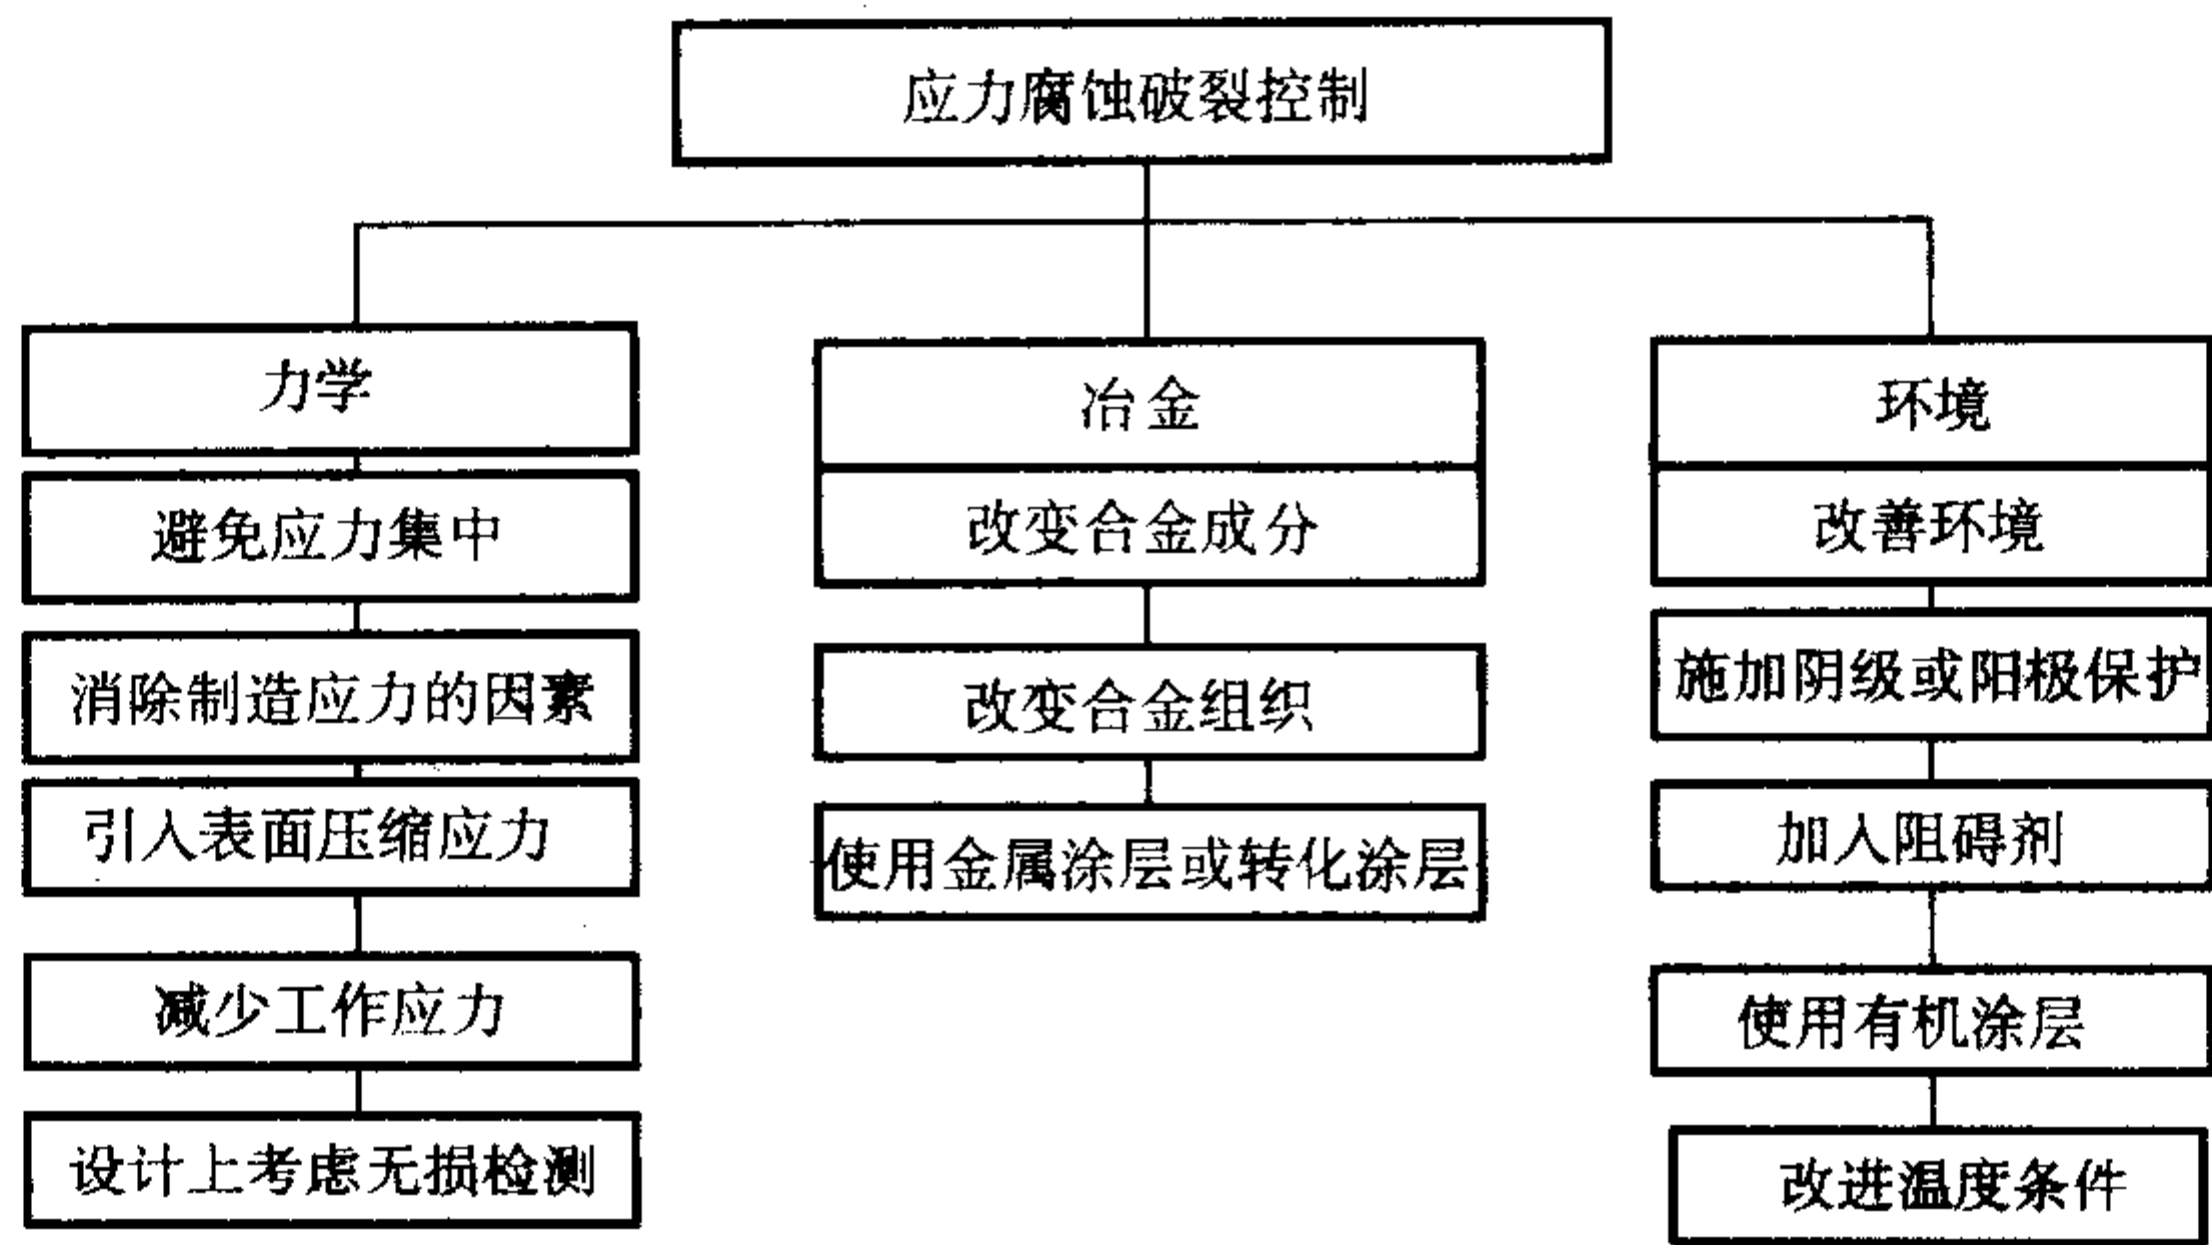 应力腐蚀破裂控制
力学
避免应力集中
消除制造应力的因素
引入表面压缩应力
减少工作应力
设计上考虑无损检测
冶金
改变合金成分
改变合金组织
使用金属涂层或转化涂层
环境
改善环境
施加阴级或阳极保护
加入阻碍剂
使用有机涂层
改进温度条件